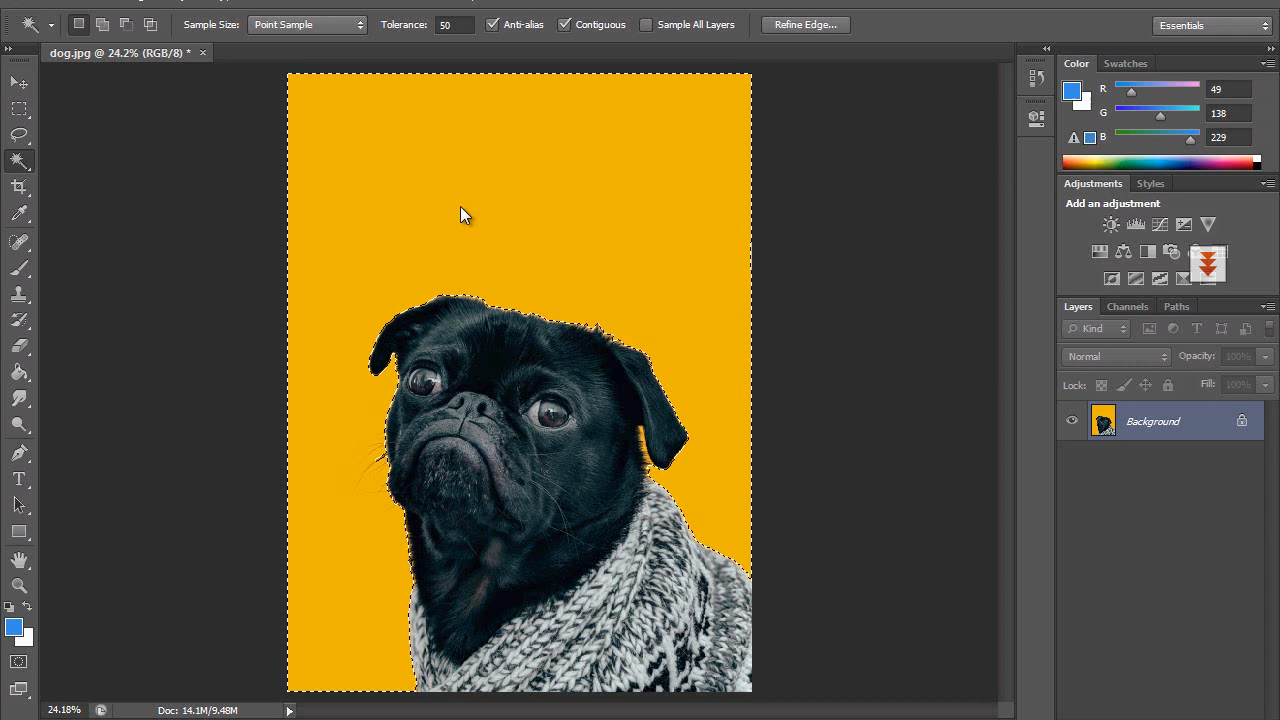 Sample Size: Point Sample Tolerance: 50 Anti-alias Contiguous Sample All Layers Refine Edge... Essentials
dog.jpg @ 24.2% (RGB/8) * ×
Color Swatches
R 49
G 138
B 229
Adjustments Styles
Add an adjustment
Layers Channels Paths
Kind T
Normal Opacity: 100%
Lock: Fill: 100%
Background
T
24.18% Doc: 14.1M/9.48M